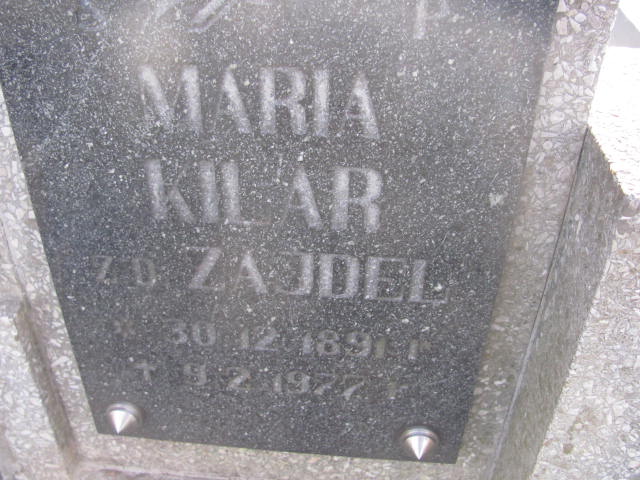 MARIA
KILAR
Z.D. ZAJDEL
* 30 12 1891 r
+ 9 2 1977 r